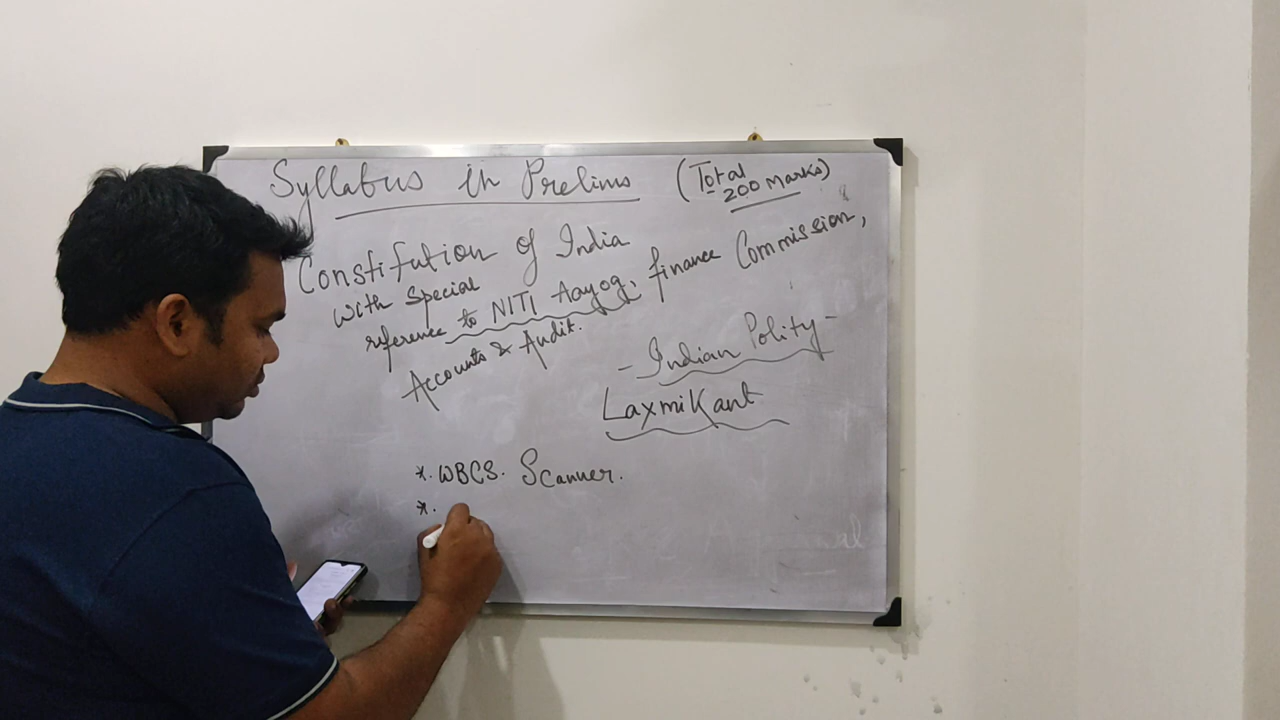 Syllabus in Prelims (Total 200 marks)
Constitution of India
with special
reference to NITI Aayog, finance Commission,
Accounts & Audit.
- Indian Polity -
Laxmikant
*. WBCS. Scanner.
*.